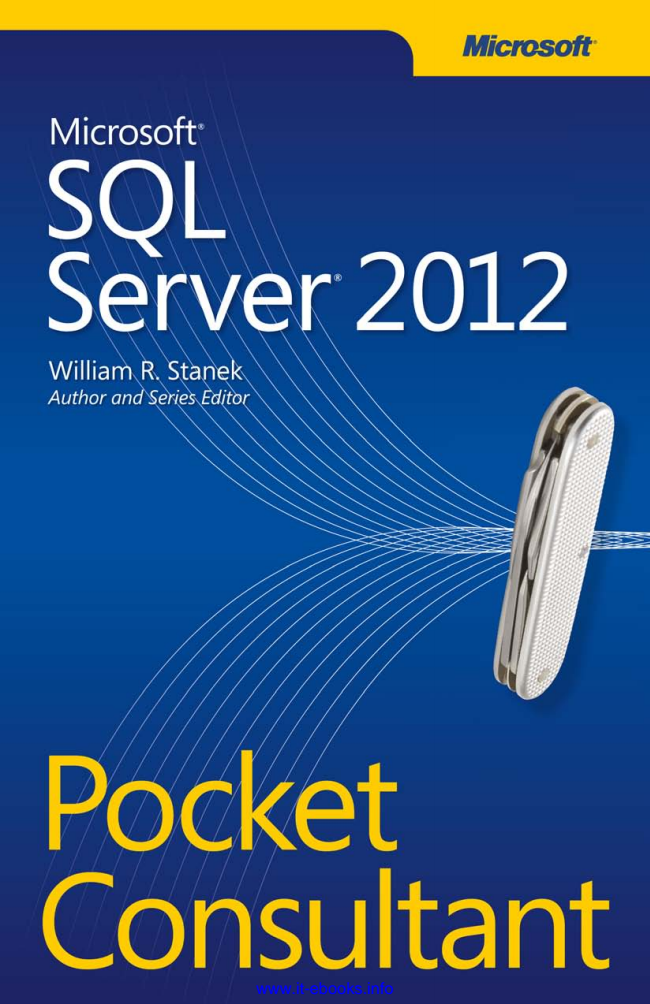 Microsoft®
Microsoft®
SQL
Server® 2012
William R. Stanek
Author and Series Editor
Pocket
Consultant
www.it-ebooks.info